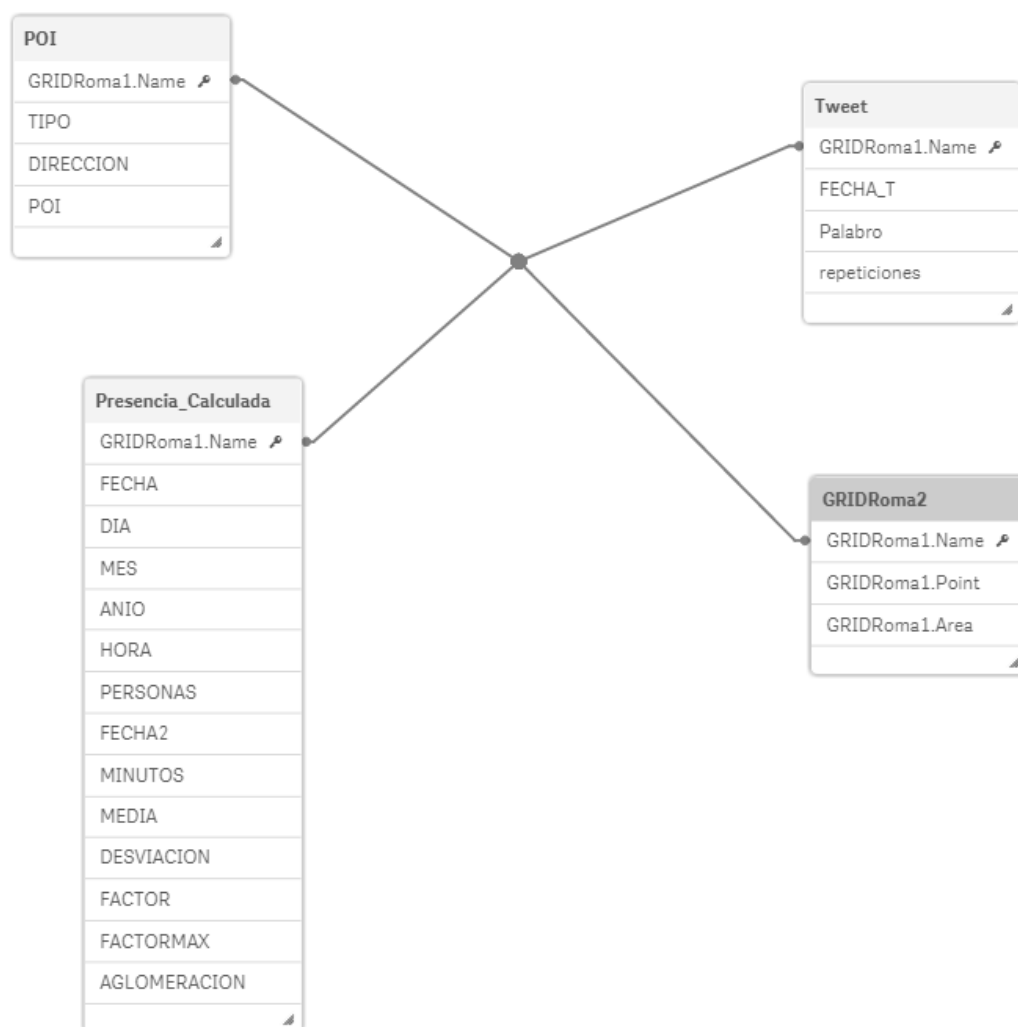 POI
GRIDRoma1.Name
TIPO
DIRECCION
POI
Tweet
GRIDRoma1.Name
FECHA_T
Palabro
repeticiones
Presencia_Calculada
GRIDRoma1.Name
FECHA
DIA
MES
ANIO
HORA
PERSONAS
FECHA2
MINUTOS
MEDIA
DESVIACION
FACTOR
FACTORMAX
AGLOMERACION
GRIDRoma2
GRIDRoma1.Name
GRIDRoma1.Point
GRIDRoma1.Area